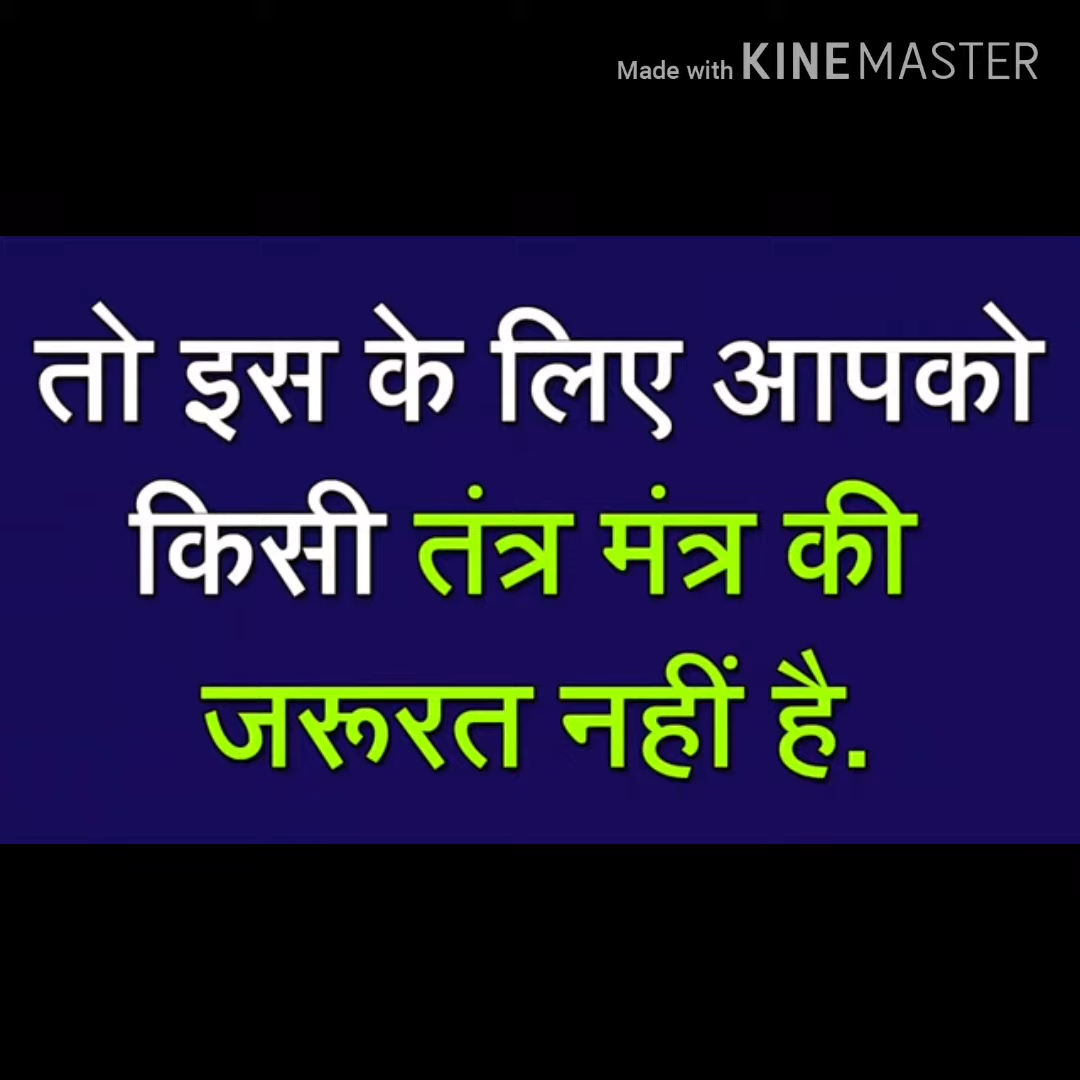 Made with KINEMASTER
तो इस के लिए आपको
किसी तंत्र मंत्र की
जरूरत नहीं है.